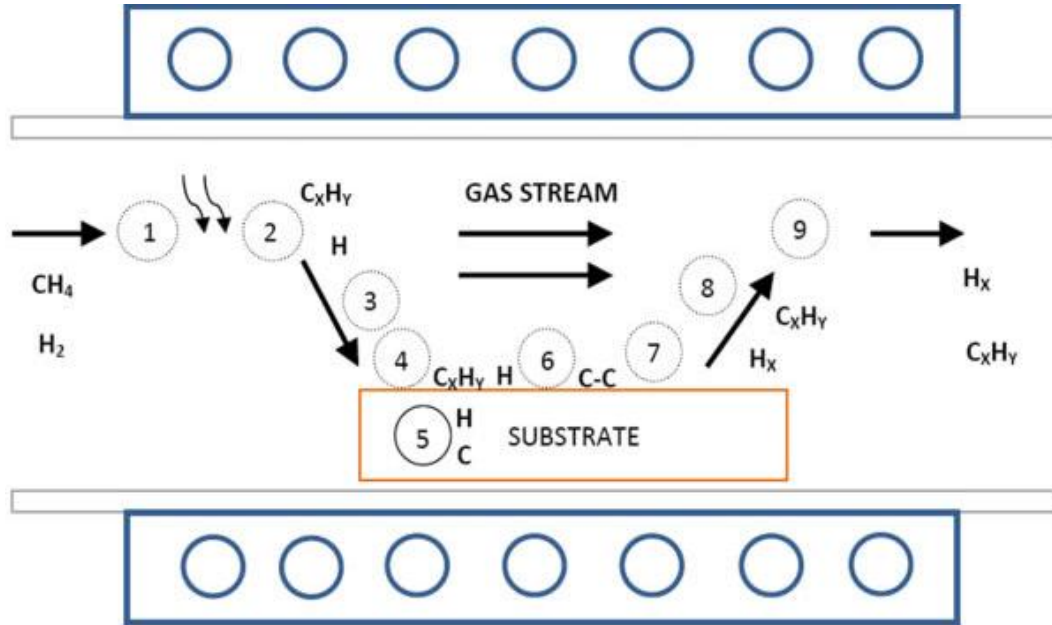 1
2
CₓHᵧ
H
GAS STREAM
9
CH₄
H₂
3
8
Hₓ
CₓHᵧ
CₓHᵧ
Hₓ
4
CₓHᵧ
H
6
C-C
7
5
H
C
SUBSTRATE